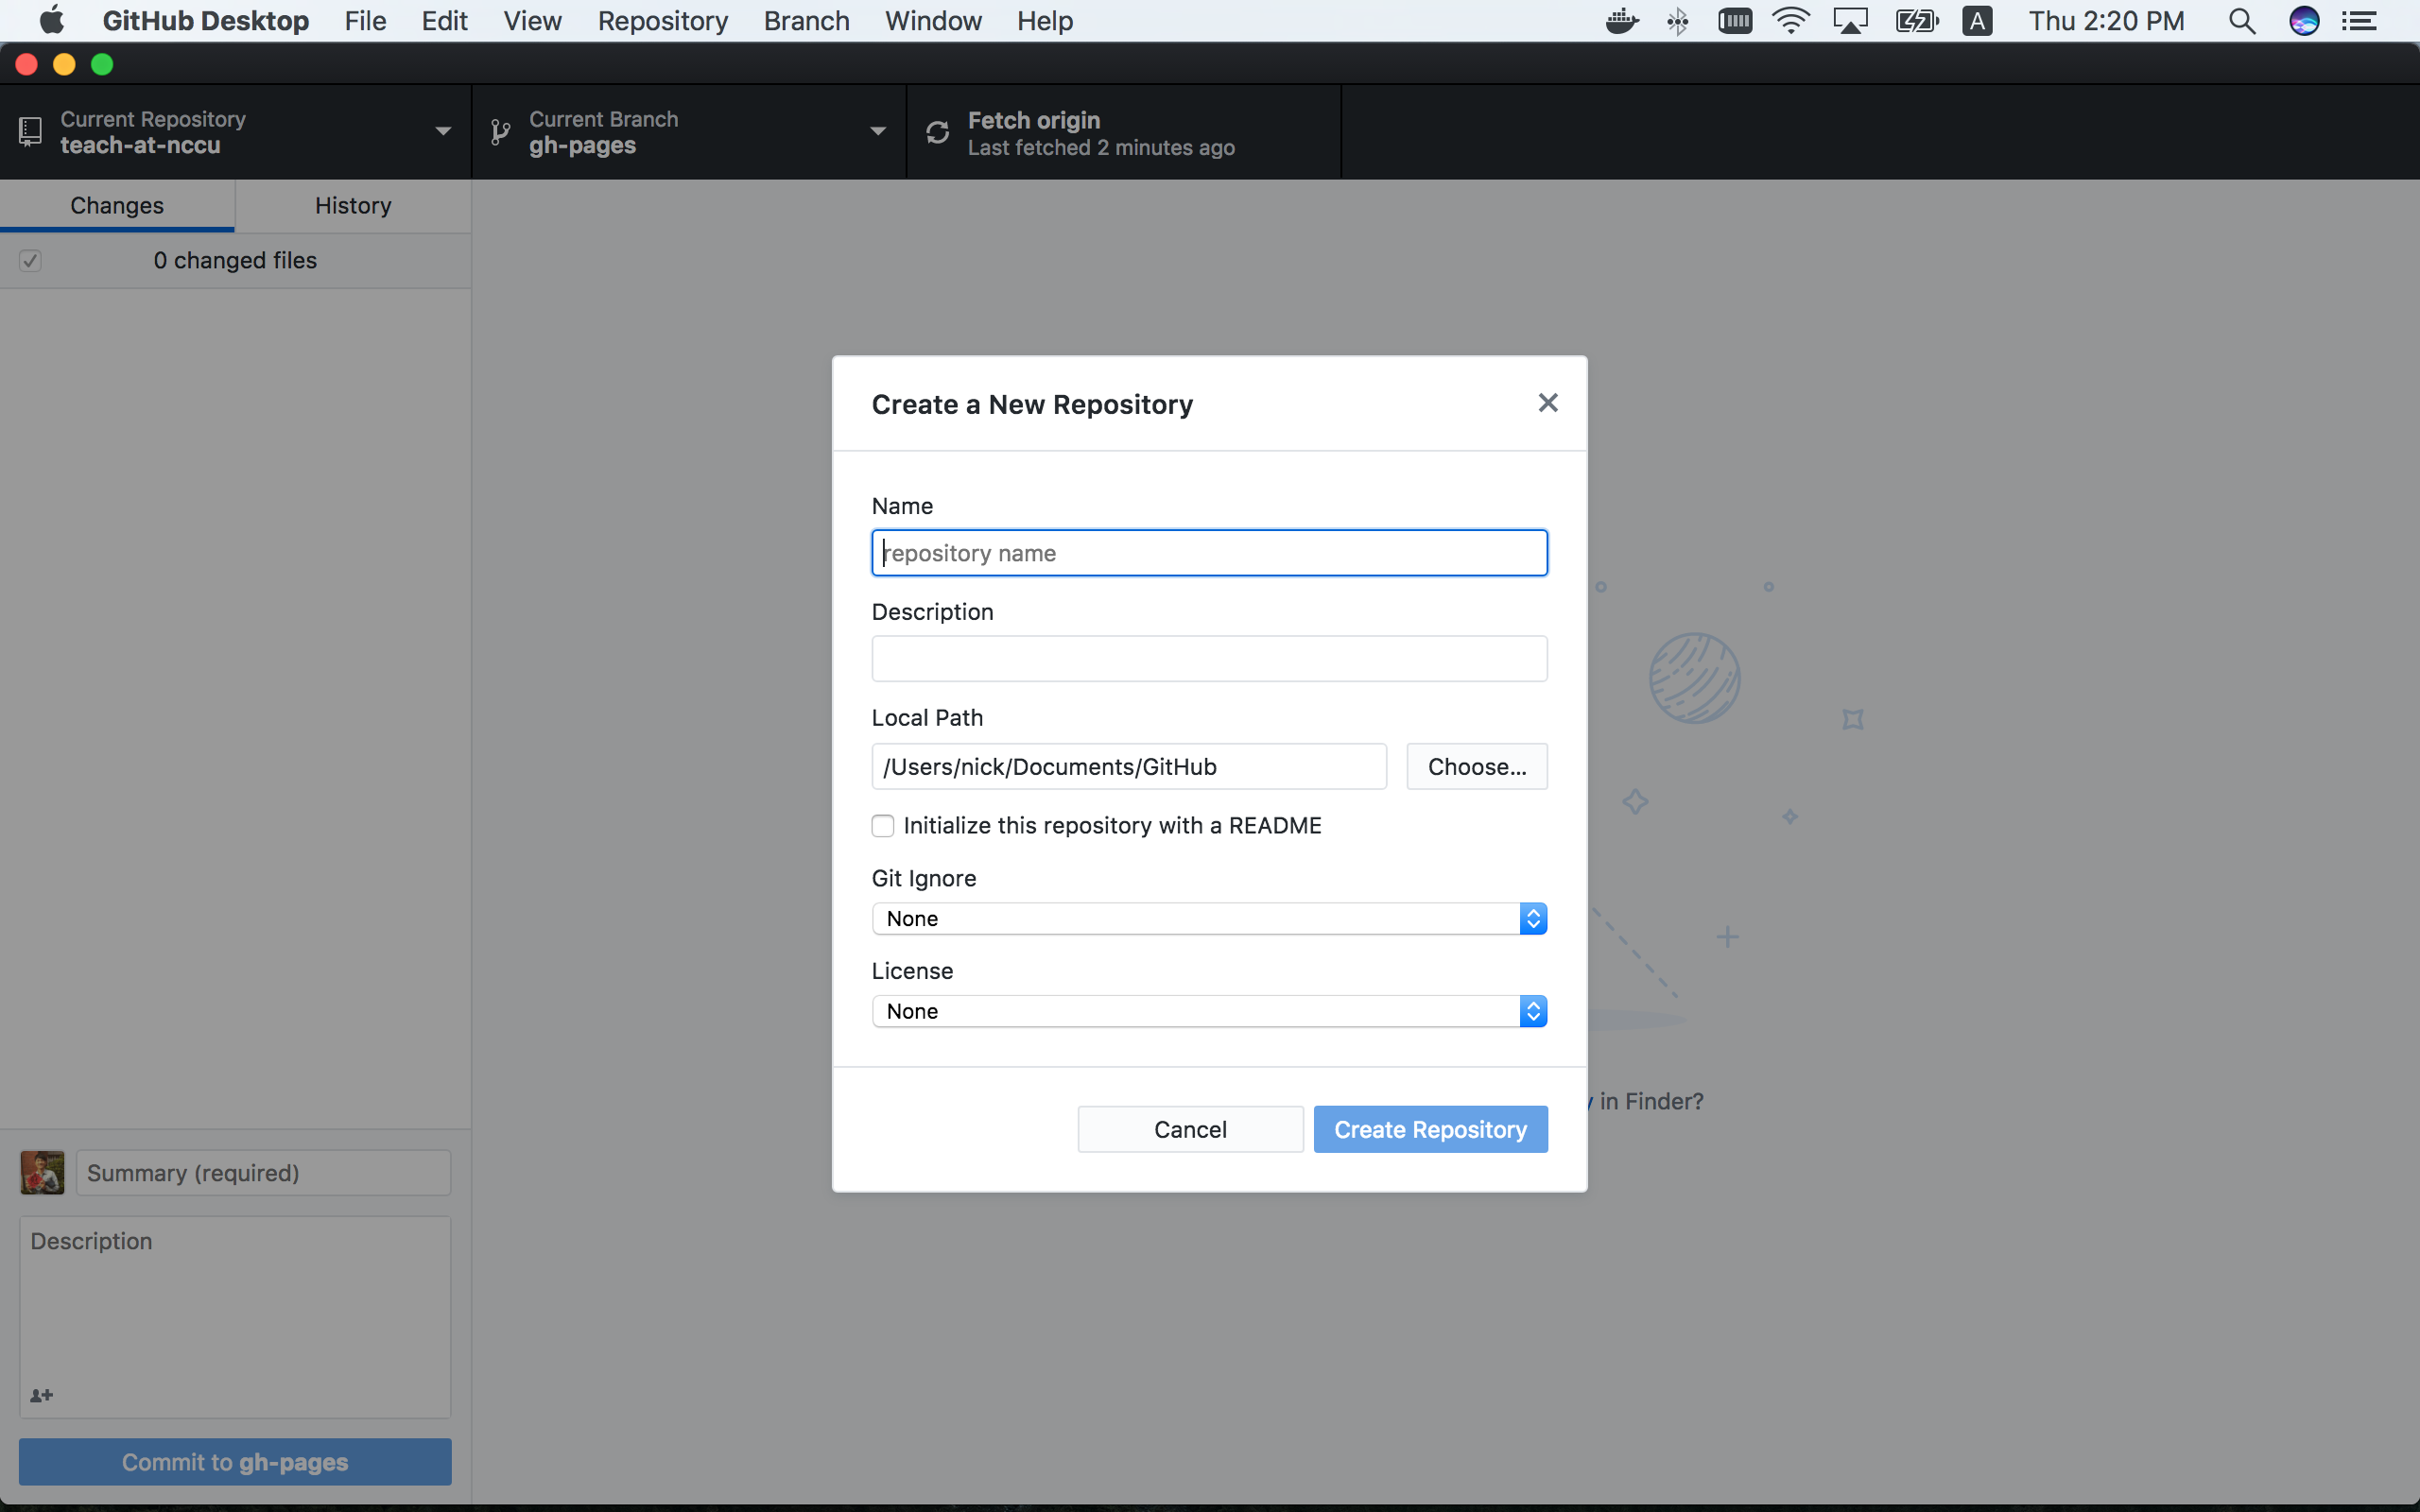 GitHub Desktop File Edit View Repository Branch Window Help A Thu 2:20 PM
Current Repository
teach-at-nccu
Current Branch
gh-pages
Fetch origin
Last fetched 2 minutes ago
Changes History
0 changed files
Create a New Repository
Name
repository name
Description
Local Path
/Users/nick/Documents/GitHub Choose...
Initialize this repository with a README
Git Ignore
None
License
None
in Finder?
Cancel Create Repository
Summary (required)
Description
Commit to gh-pages